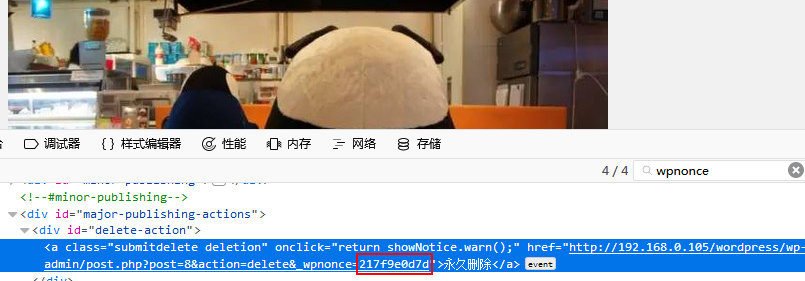 调试器 {} 样式编辑器 性能 内存 网络 存储
4 / 4 wpnonce
<!--#minor-publishing-->
<div id="major-publishing-actions">
<div id="delete-action">
<a class="submitdelete deletion" onclick="return showNotice.warn();" href="http://192.168.0.105/wordpress/wp-
admin/post.php?post=8&action=delete&_wpnonce=217f9e0d7d">永久删除</a> event
</div>